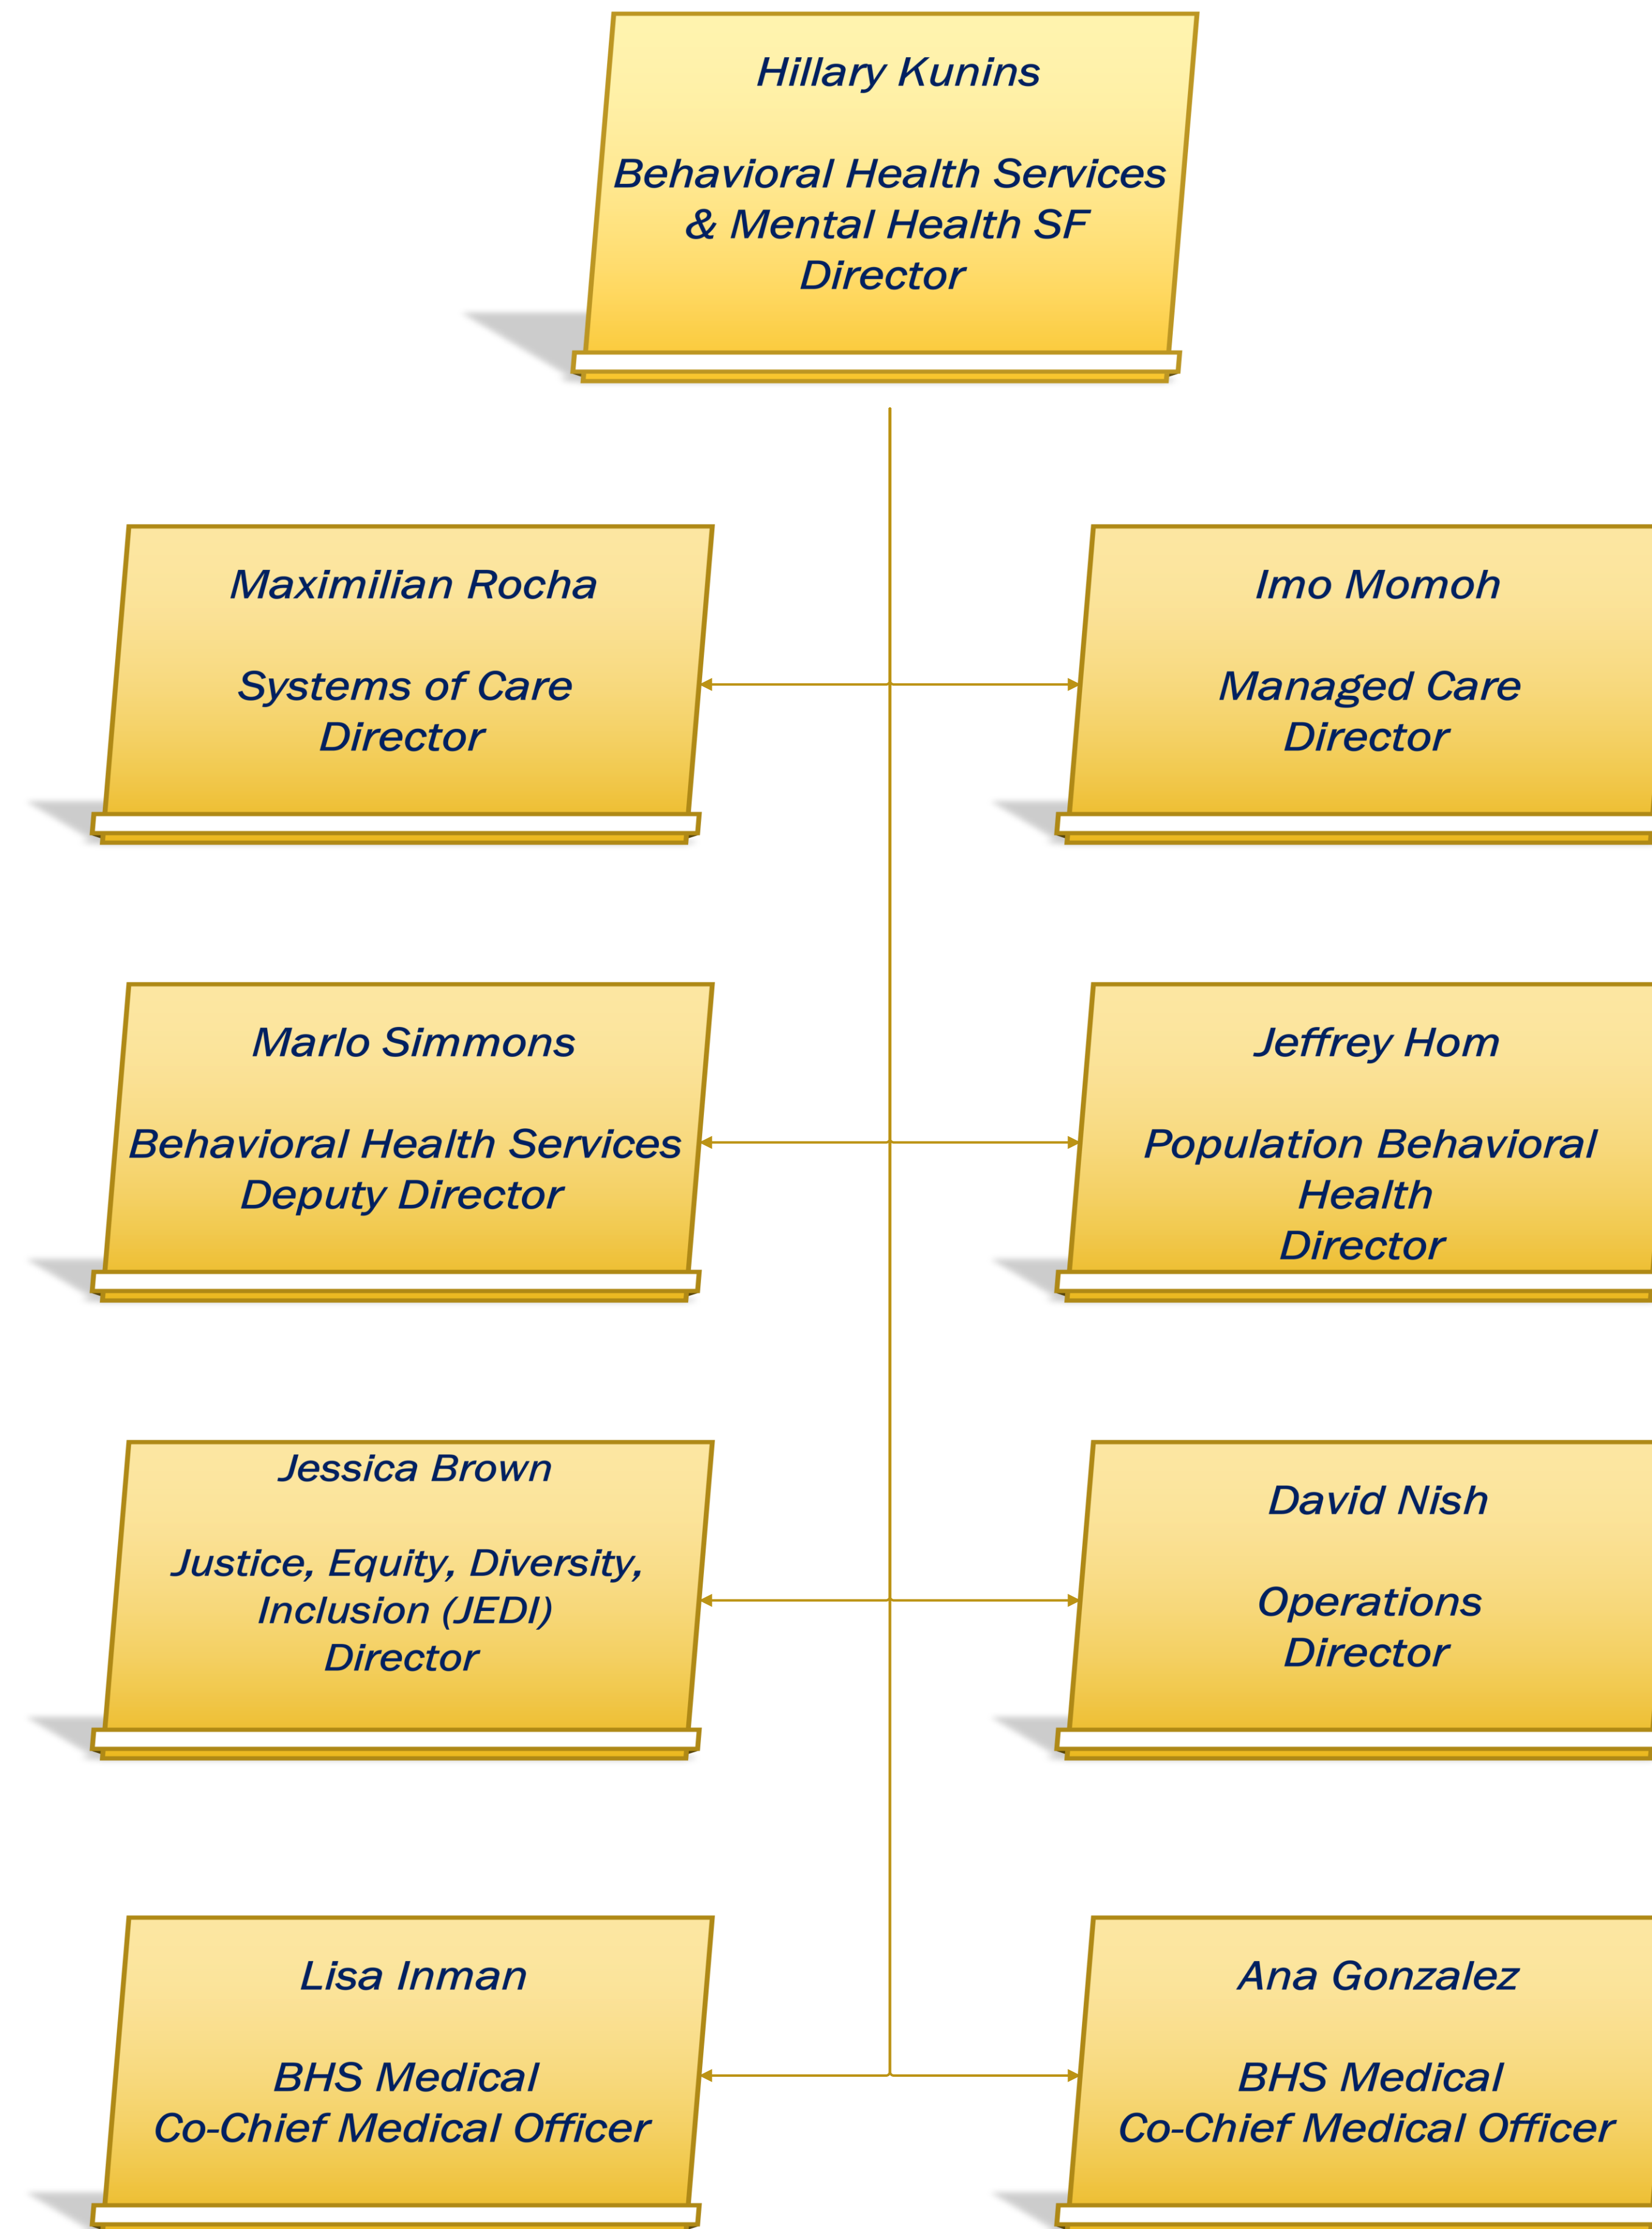 Hillary Kunins
Behavioral Health Services
& Mental Health SF
Director
Maximilian Rocha
Systems of Care
Director
Imo Momoh
Managed Care
Director
Marlo Simmons
Behavioral Health Services
Deputy Director
Jeffrey Hom
Population Behavioral
Health
Director
Jessica Brown
Justice, Equity, Diversity,
Inclusion (JEDI)
Director
David Nish
Operations
Director
Lisa Inman
BHS Medical
Co-Chief Medical Officer
Ana Gonzalez
BHS Medical
Co-Chief Medical Officer